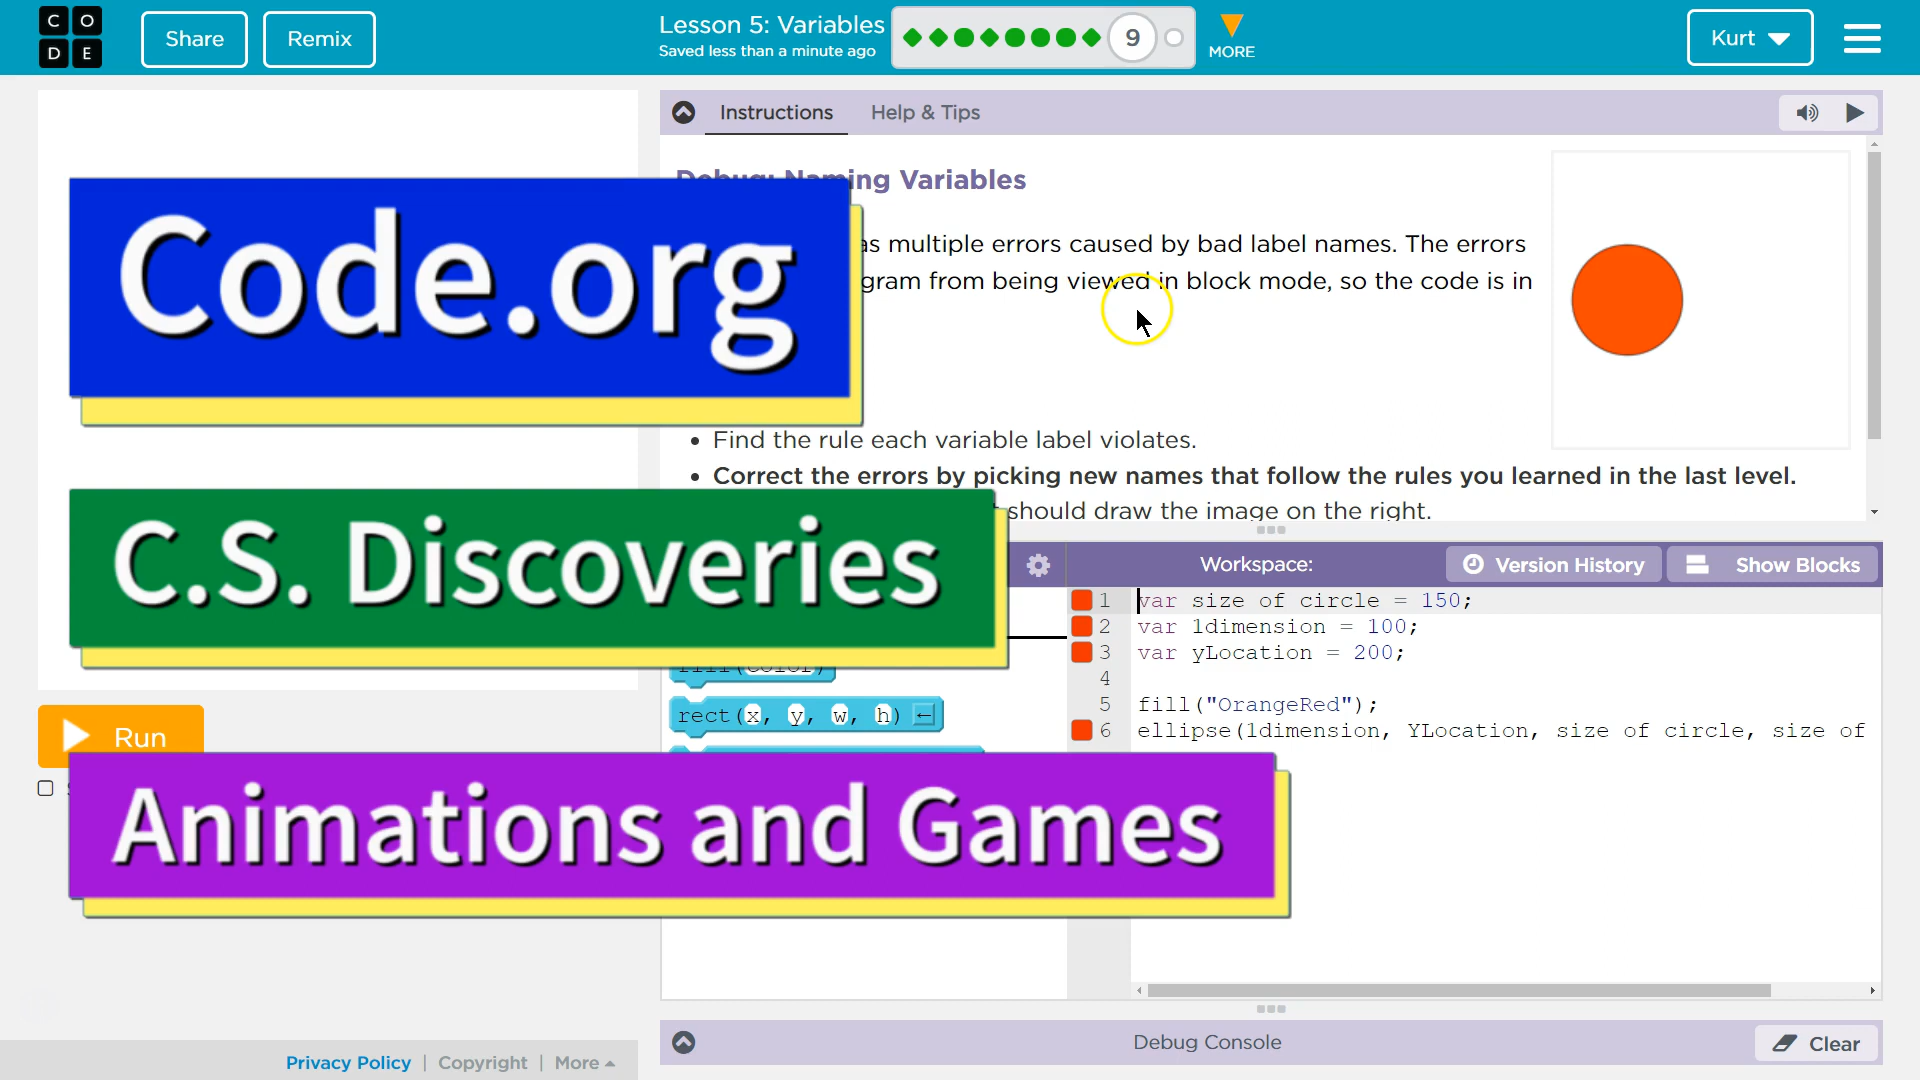 CODE
Share
Remix
Lesson 5: Variables
Saved less than a minute ago
9
MORE
Kurt
Instructions
Help & Tips
Debug: Naming Variables
as multiple errors caused by bad label names. The errors
gram from being viewed in block mode, so the code is in
Find the rule each variable label violates.
Correct the errors by picking new names that follow the rules you learned in the last level.
should draw the image on the right.
Code.org
C.S. Discoveries
Animations and Games
Workspace:
Version History
Show Blocks
1 var size of circle = 150;
2 var 1dimension = 100;
3 var yLocation = 200;
4
5 fill("OrangeRed");
6 ellipse(1dimension, YLocation, size of circle, size of
fill(color)
rect(x, y, w, h)
Run
Debug Console
Clear
Privacy Policy | Copyright | More